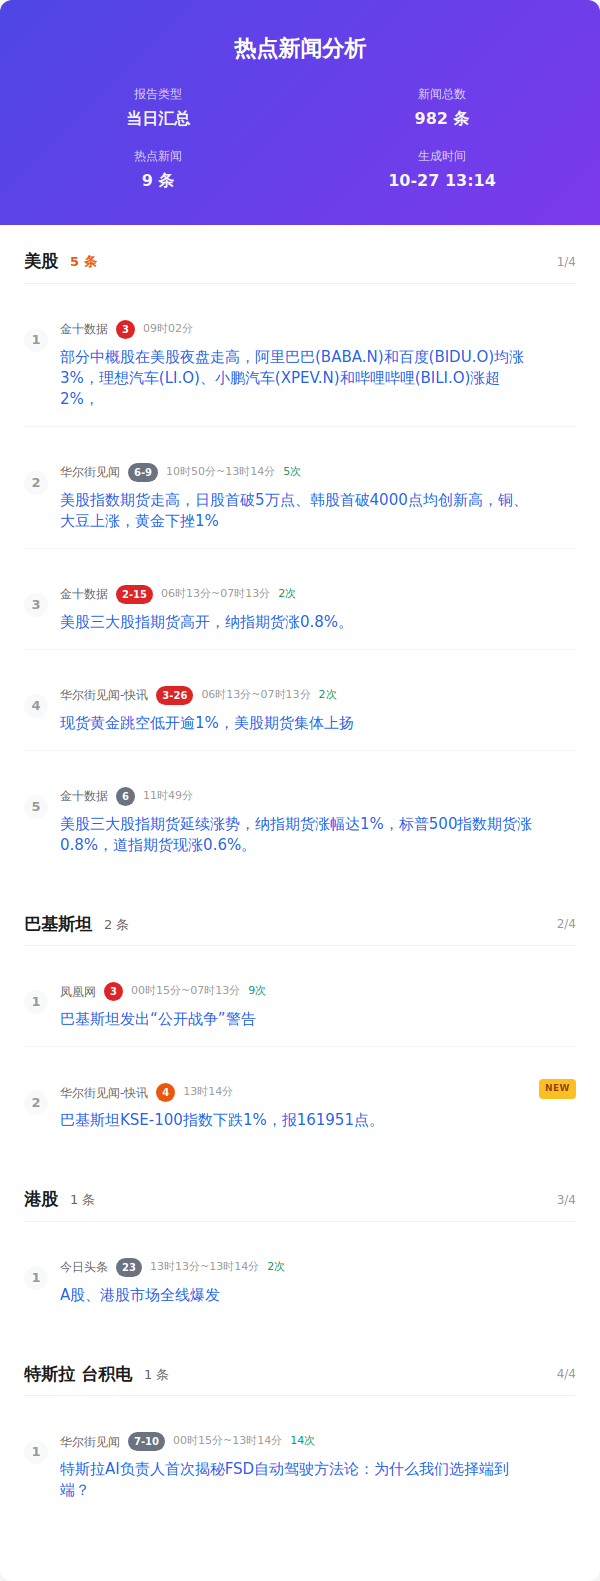 热点新闻分析
报告类型
新闻总数
当日汇总
982 条
热点新闻
生成时间
9 条
10-27 13:14
美股 5 条 1/4
1
金十数据 3 09时02分
部分中概股在美股夜盘走高，阿里巴巴(BABA.N)和百度(BIDU.O)均涨
3%，理想汽车(LI.O)、小鹏汽车(XPEV.N)和哔哩哔哩(BILI.O)涨超
2%，
2
华尔街见闻 6-9 10时50分~13时14分 5次
美股指数期货走高，日股首破5万点、韩股首破4000点均创新高，铜、
大豆上涨，黄金下挫1%
3
金十数据 2-15 06时13分~07时13分 2次
美股三大股指期货高开，纳指期货涨0.8%。
4
华尔街见闻-快讯 3-26 06时13分~07时13分 2次
现货黄金跳空低开逾1%，美股期货集体上扬
5
金十数据 6 11时49分
美股三大股指期货延续涨势，纳指期货涨幅达1%，标普500指数期货涨
0.8%，道指期货现涨0.6%。
巴基斯坦 2 条 2/4
1
凤凰网 3 00时15分~07时13分 9次
巴基斯坦发出“公开战争”警告
2
华尔街见闻-快讯 4 13时14分 NEW
巴基斯坦KSE-100指数下跌1%，报161951点。
港股 1 条 3/4
1
今日头条 23 13时13分~13时14分 2次
A股、港股市场全线爆发
特斯拉 台积电 1 条 4/4
1
华尔街见闻 7-10 00时15分~13时14分 14次
特斯拉AI负责人首次揭秘FSD自动驾驶方法论：为什么我们选择端到
端？